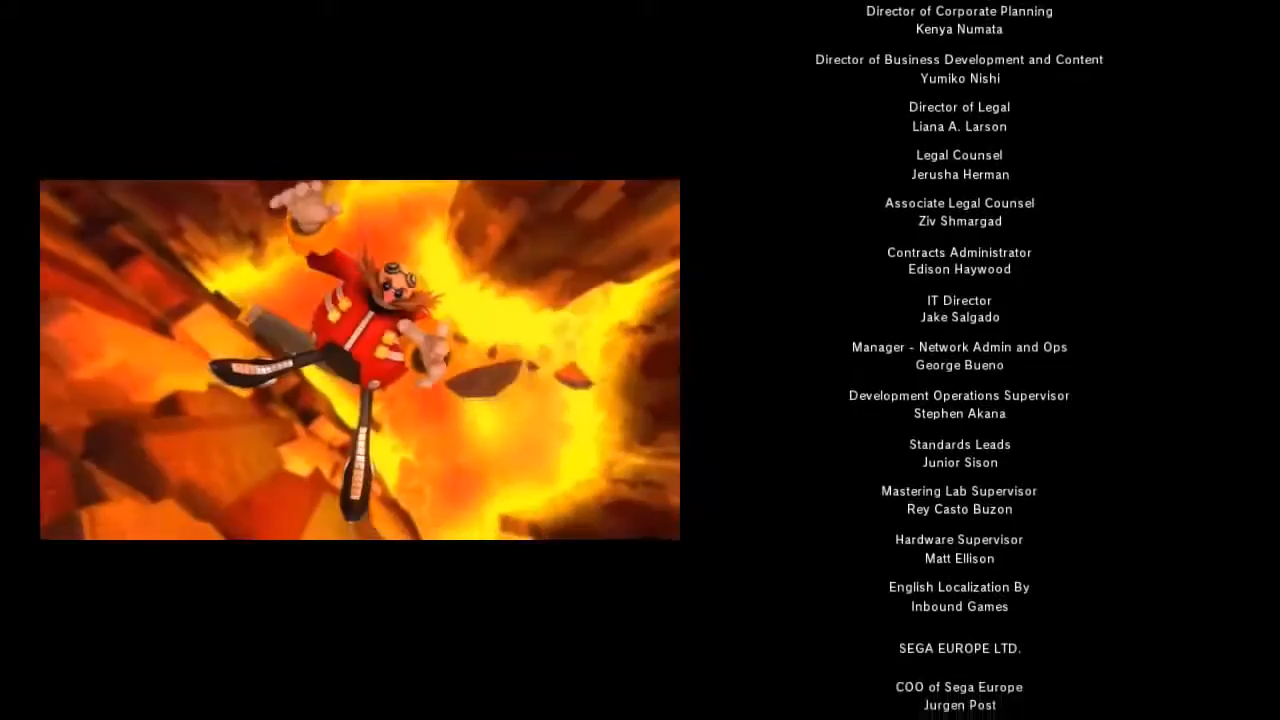 Director of Corporate Planning
Kenya Numata
Director of Business Development and Content
Yumiko Nishi
Director of Legal
Liana A. Larson
Legal Counsel
Jerusha Herman
Associate Legal Counsel
Ziv Shmargad
Contracts Administrator
Edison Haywood
IT Director
Jake Salgado
Manager - Network Admin and Ops
George Bueno
Development Operations Supervisor
Stephen Akana
Standards Leads
Junior Sison
Mastering Lab Supervisor
Rey Casto Buzon
Hardware Supervisor
Matt Ellison
English Localization By
Inbound Games
SEGA EUROPE LTD.
COO of Sega Europe
Jurgen Post